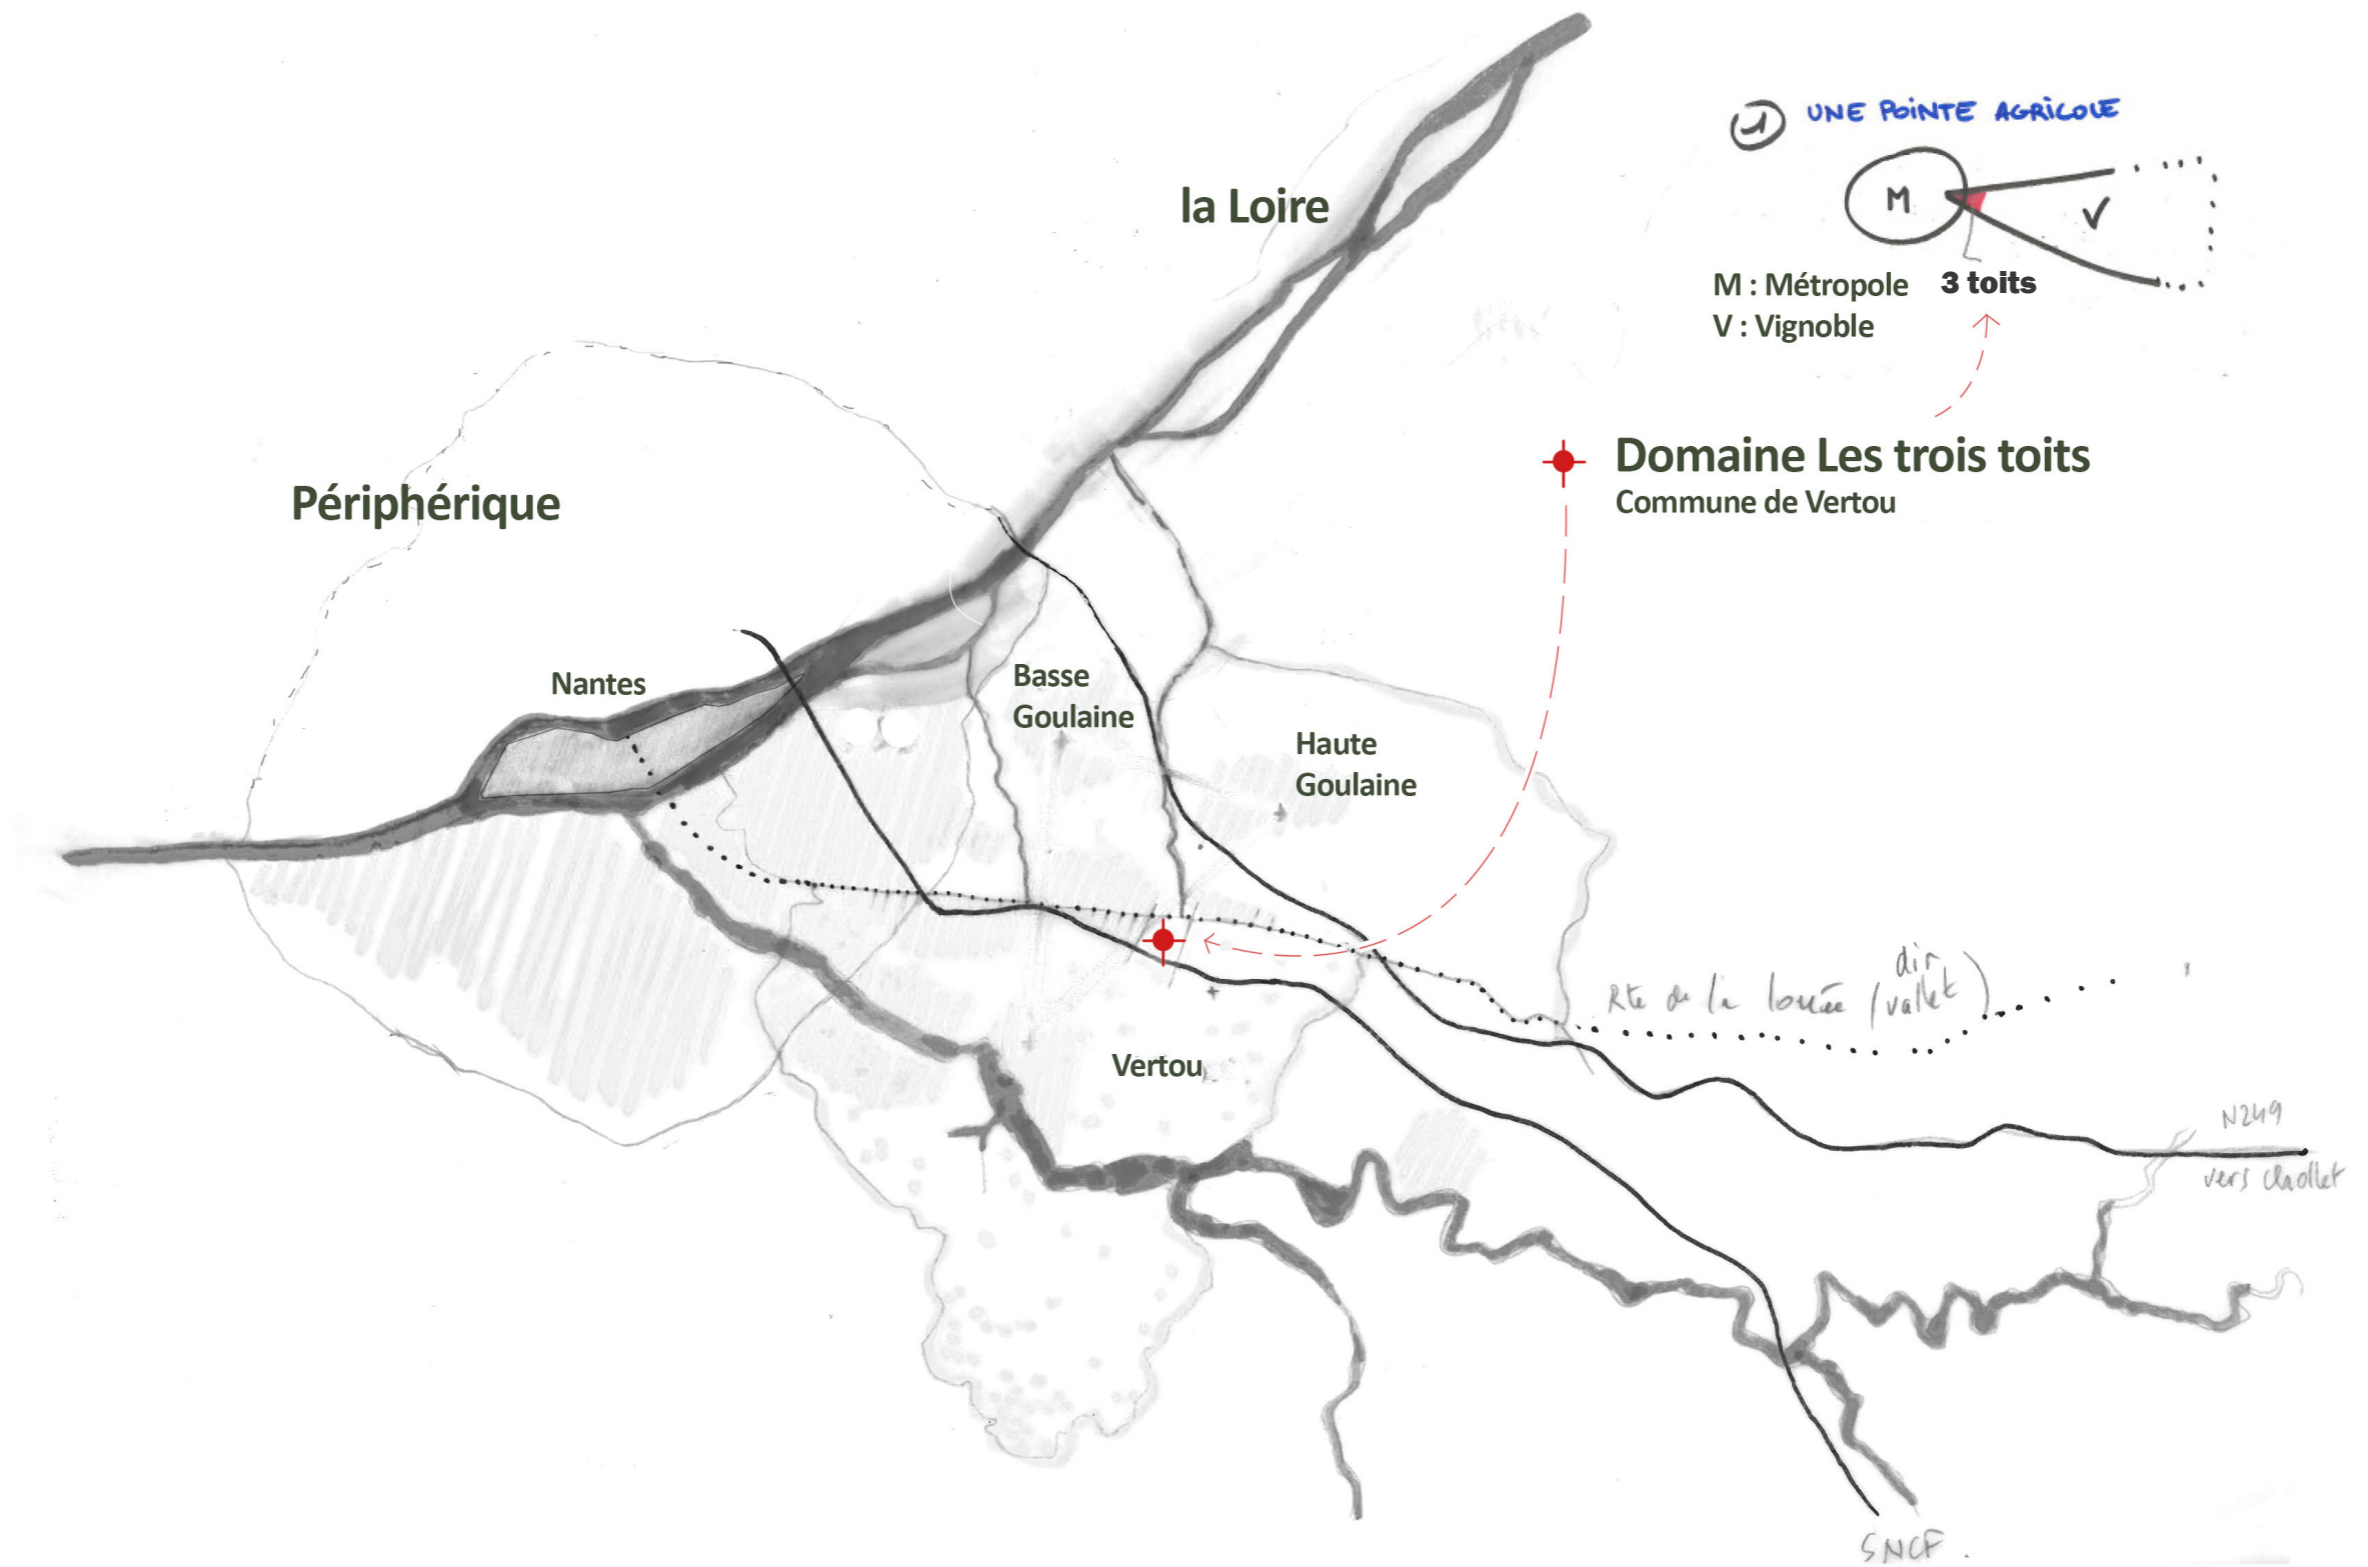 1 UNE POINTE AGRICOLE
M
V
la Loire
M : Métropole
3 toits
V : Vignoble
Domaine Les trois toits
Commune de Vertou
Périphérique
Nantes
Basse
Goulaine
Haute
Goulaine
Rte de la (dir
vallet)
Vertou
N249
vers Chollet
SNCF